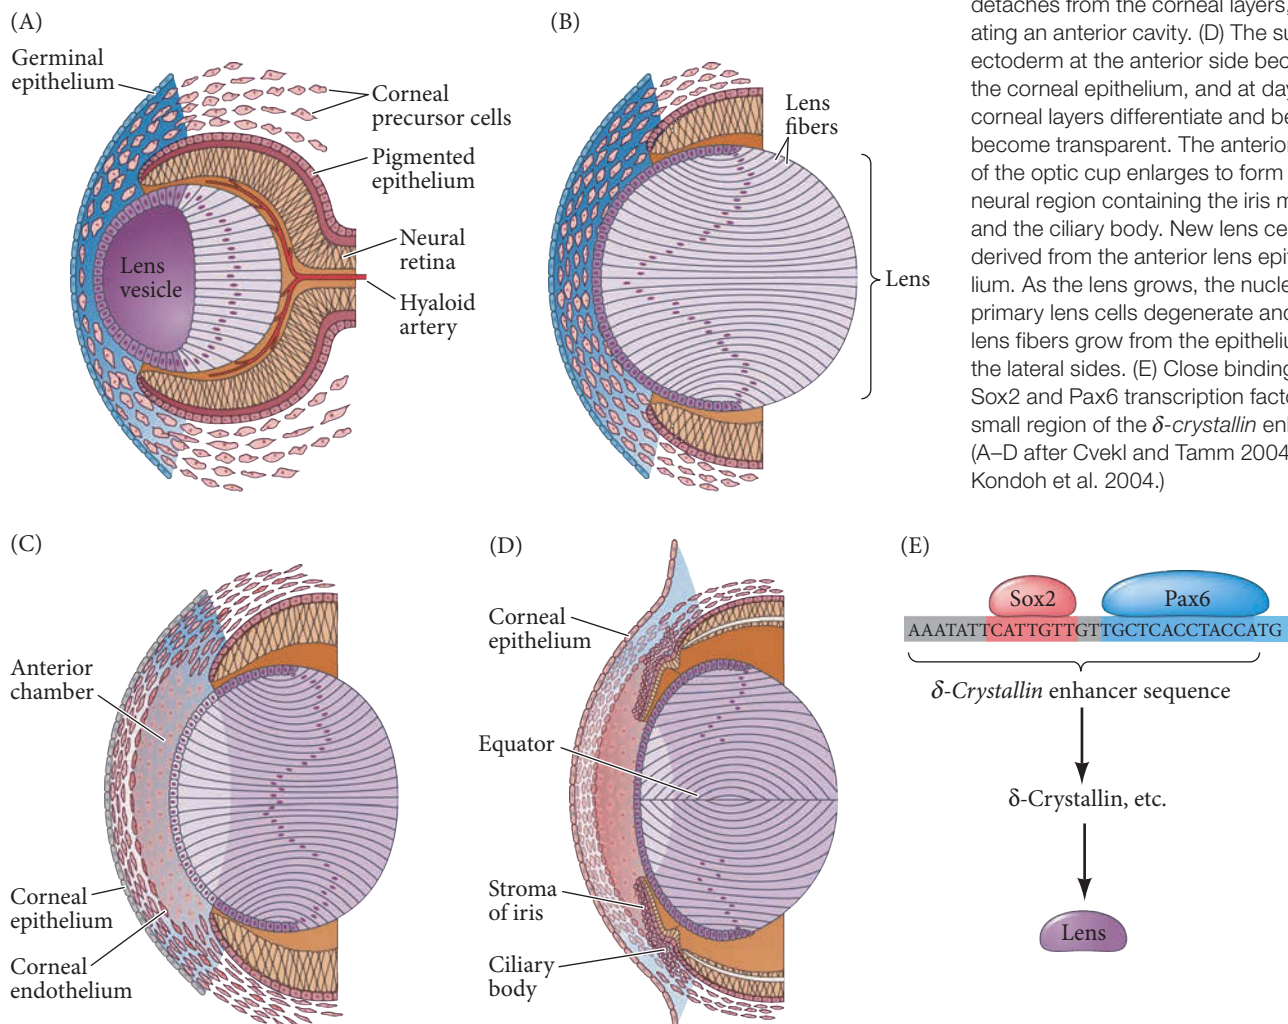 (A)
Germinal
epithelium
Corneal
precursor cells
Pigmented
epithelium
Neural
retina
Hyaloid
artery
Lens
vesicle
(B)
Lens
fibers
Lens
detaches from the corneal layers,
ating an anterior cavity. (D) The su
ectoderm at the anterior side bec
the corneal epithelium, and at day
corneal layers differentiate and be
become transparent. The anterior
of the optic cup enlarges to form
neural region containing the iris m
and the ciliary body. New lens ce
derived from the anterior lens epit
lium. As the lens grows, the nucle
primary lens cells degenerate and
lens fibers grow from the epitheliu
the lateral sides. (E) Close binding
Sox2 and Pax6 transcription facto
small region of the δ-crystallin enh
(A–D after Cvekl and Tamm 2004
Kondoh et al. 2004.)
(C)
Anterior
chamber
Corneal
epithelium
Corneal
endothelium
(D)
Corneal
epithelium
Equator
Stroma
of iris
Ciliary
body
(E)
Sox2
Pax6
AAATATTCATTGTTGTTGCTCACCTACCATG
δ-Crystallin enhancer sequence
δ-Crystallin, etc.
Lens